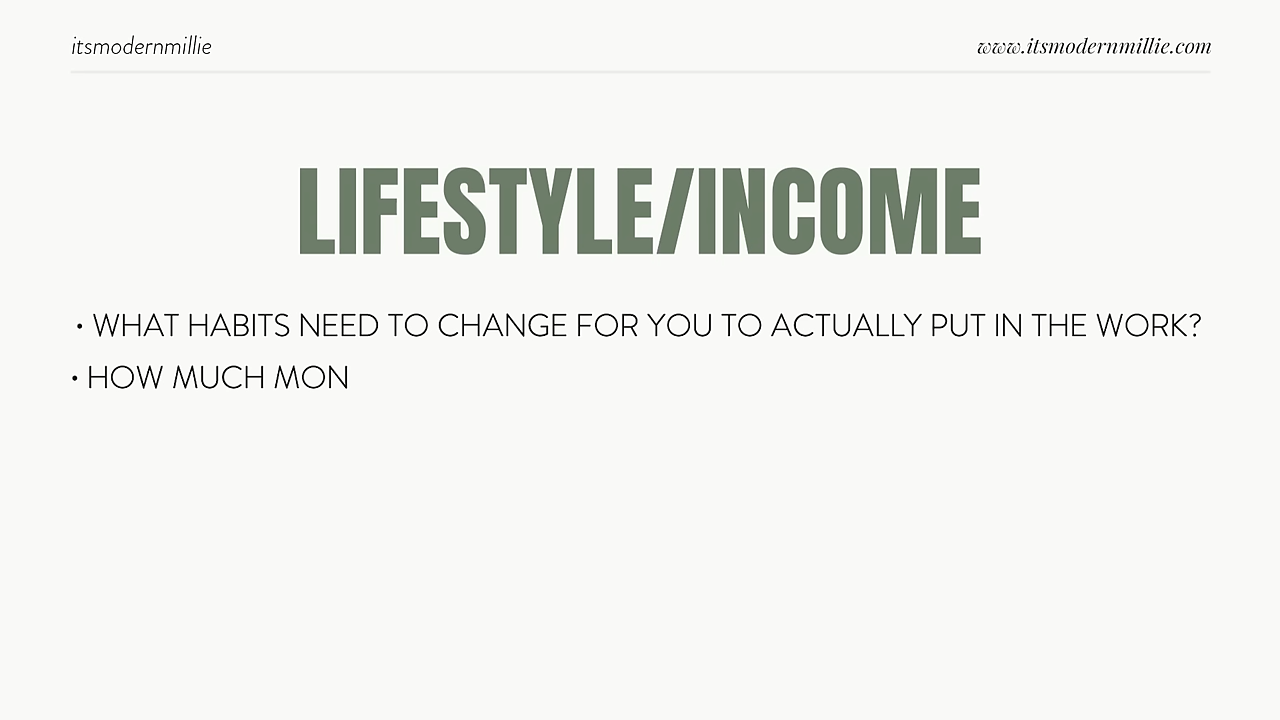 itsmodernmillie
www.itsmodernmillie.com
LIFESTYLE/INCOME
• WHAT HABITS NEED TO CHANGE FOR YOU TO ACTUALLY PUT IN THE WORK?
• HOW MUCH MON